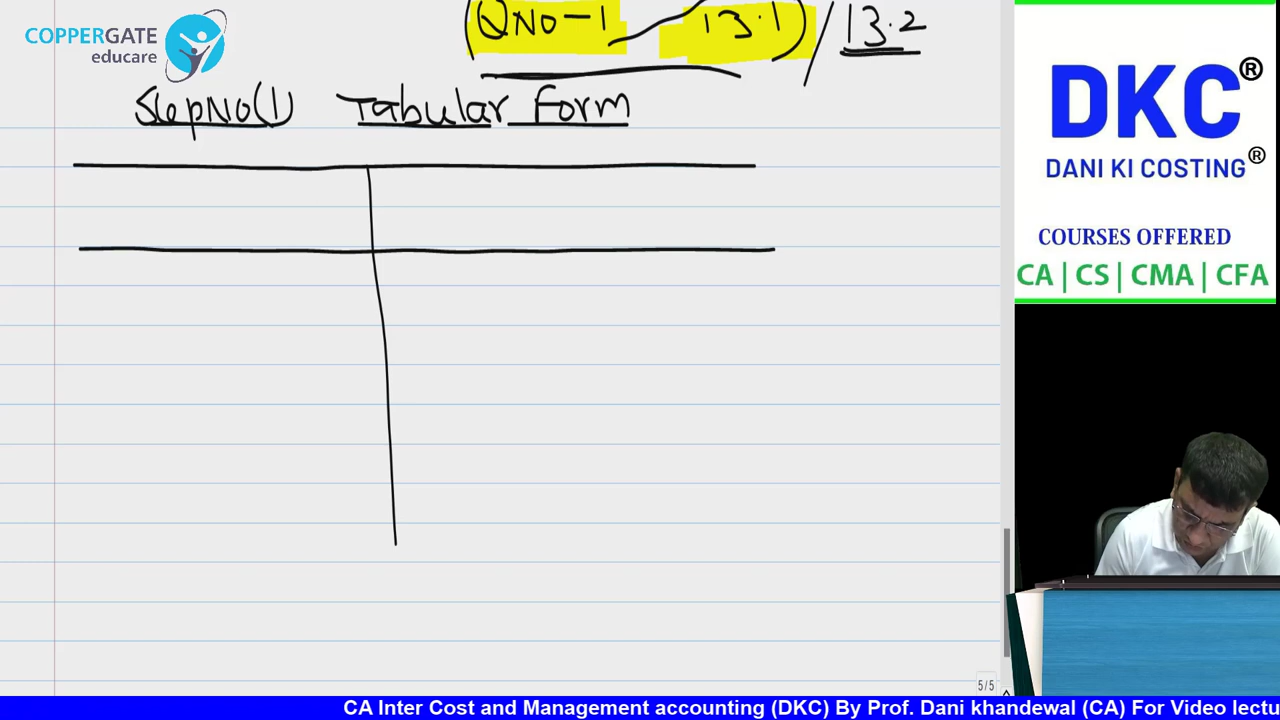 COPPERGATE
educare
(QNO-1 13.1) / 13.2
StepNo(1) Tabular Form
DKC®
DANI KI COSTING®
COURSES OFFERED
CA | CS | CMA | CFA
5/5
CA Inter Cost and Management accounting (DKC) By Prof. Dani khandewal (CA) For Video lectu